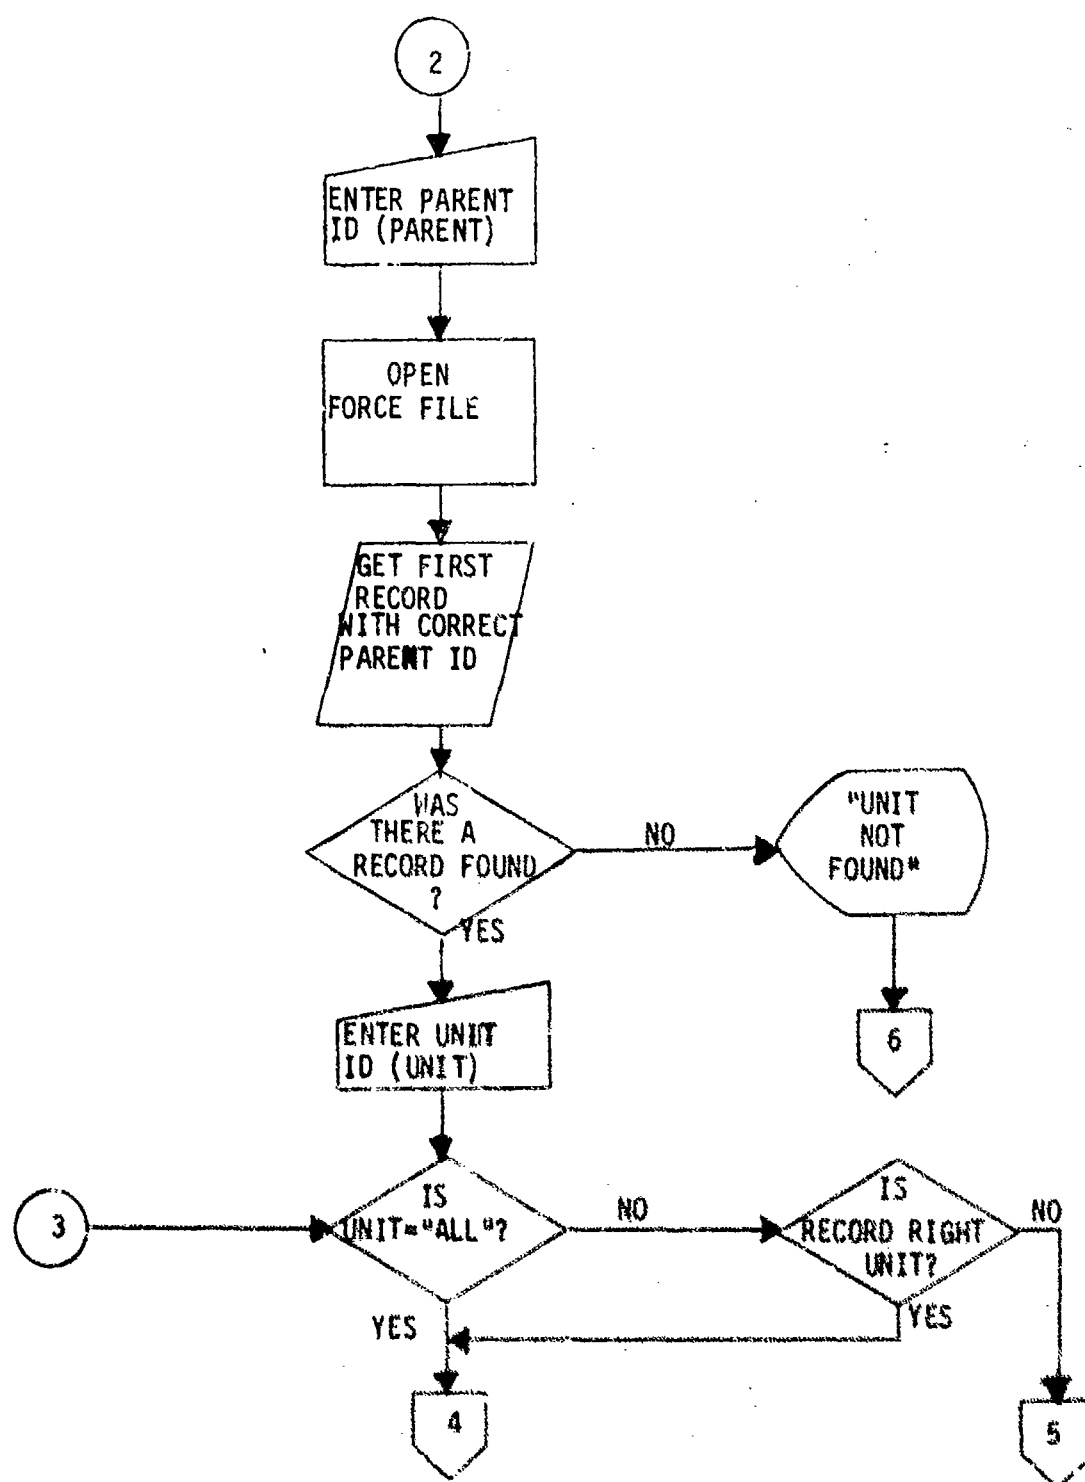 2
ENTER PARENT
ID (PARENT)
OPEN
FORCE FILE
GET FIRST
RECORD
WITH CORRECT
PARENT ID
WAS
THERE A
RECORD FOUND
?
NO
"UNIT
NOT
FOUND"
YES
6
ENTER UNIT
ID (UNIT)
3
IS
UNIT="ALL"?
NO
IS
RECORD RIGHT
UNIT?
NO
YES
YES
4
5